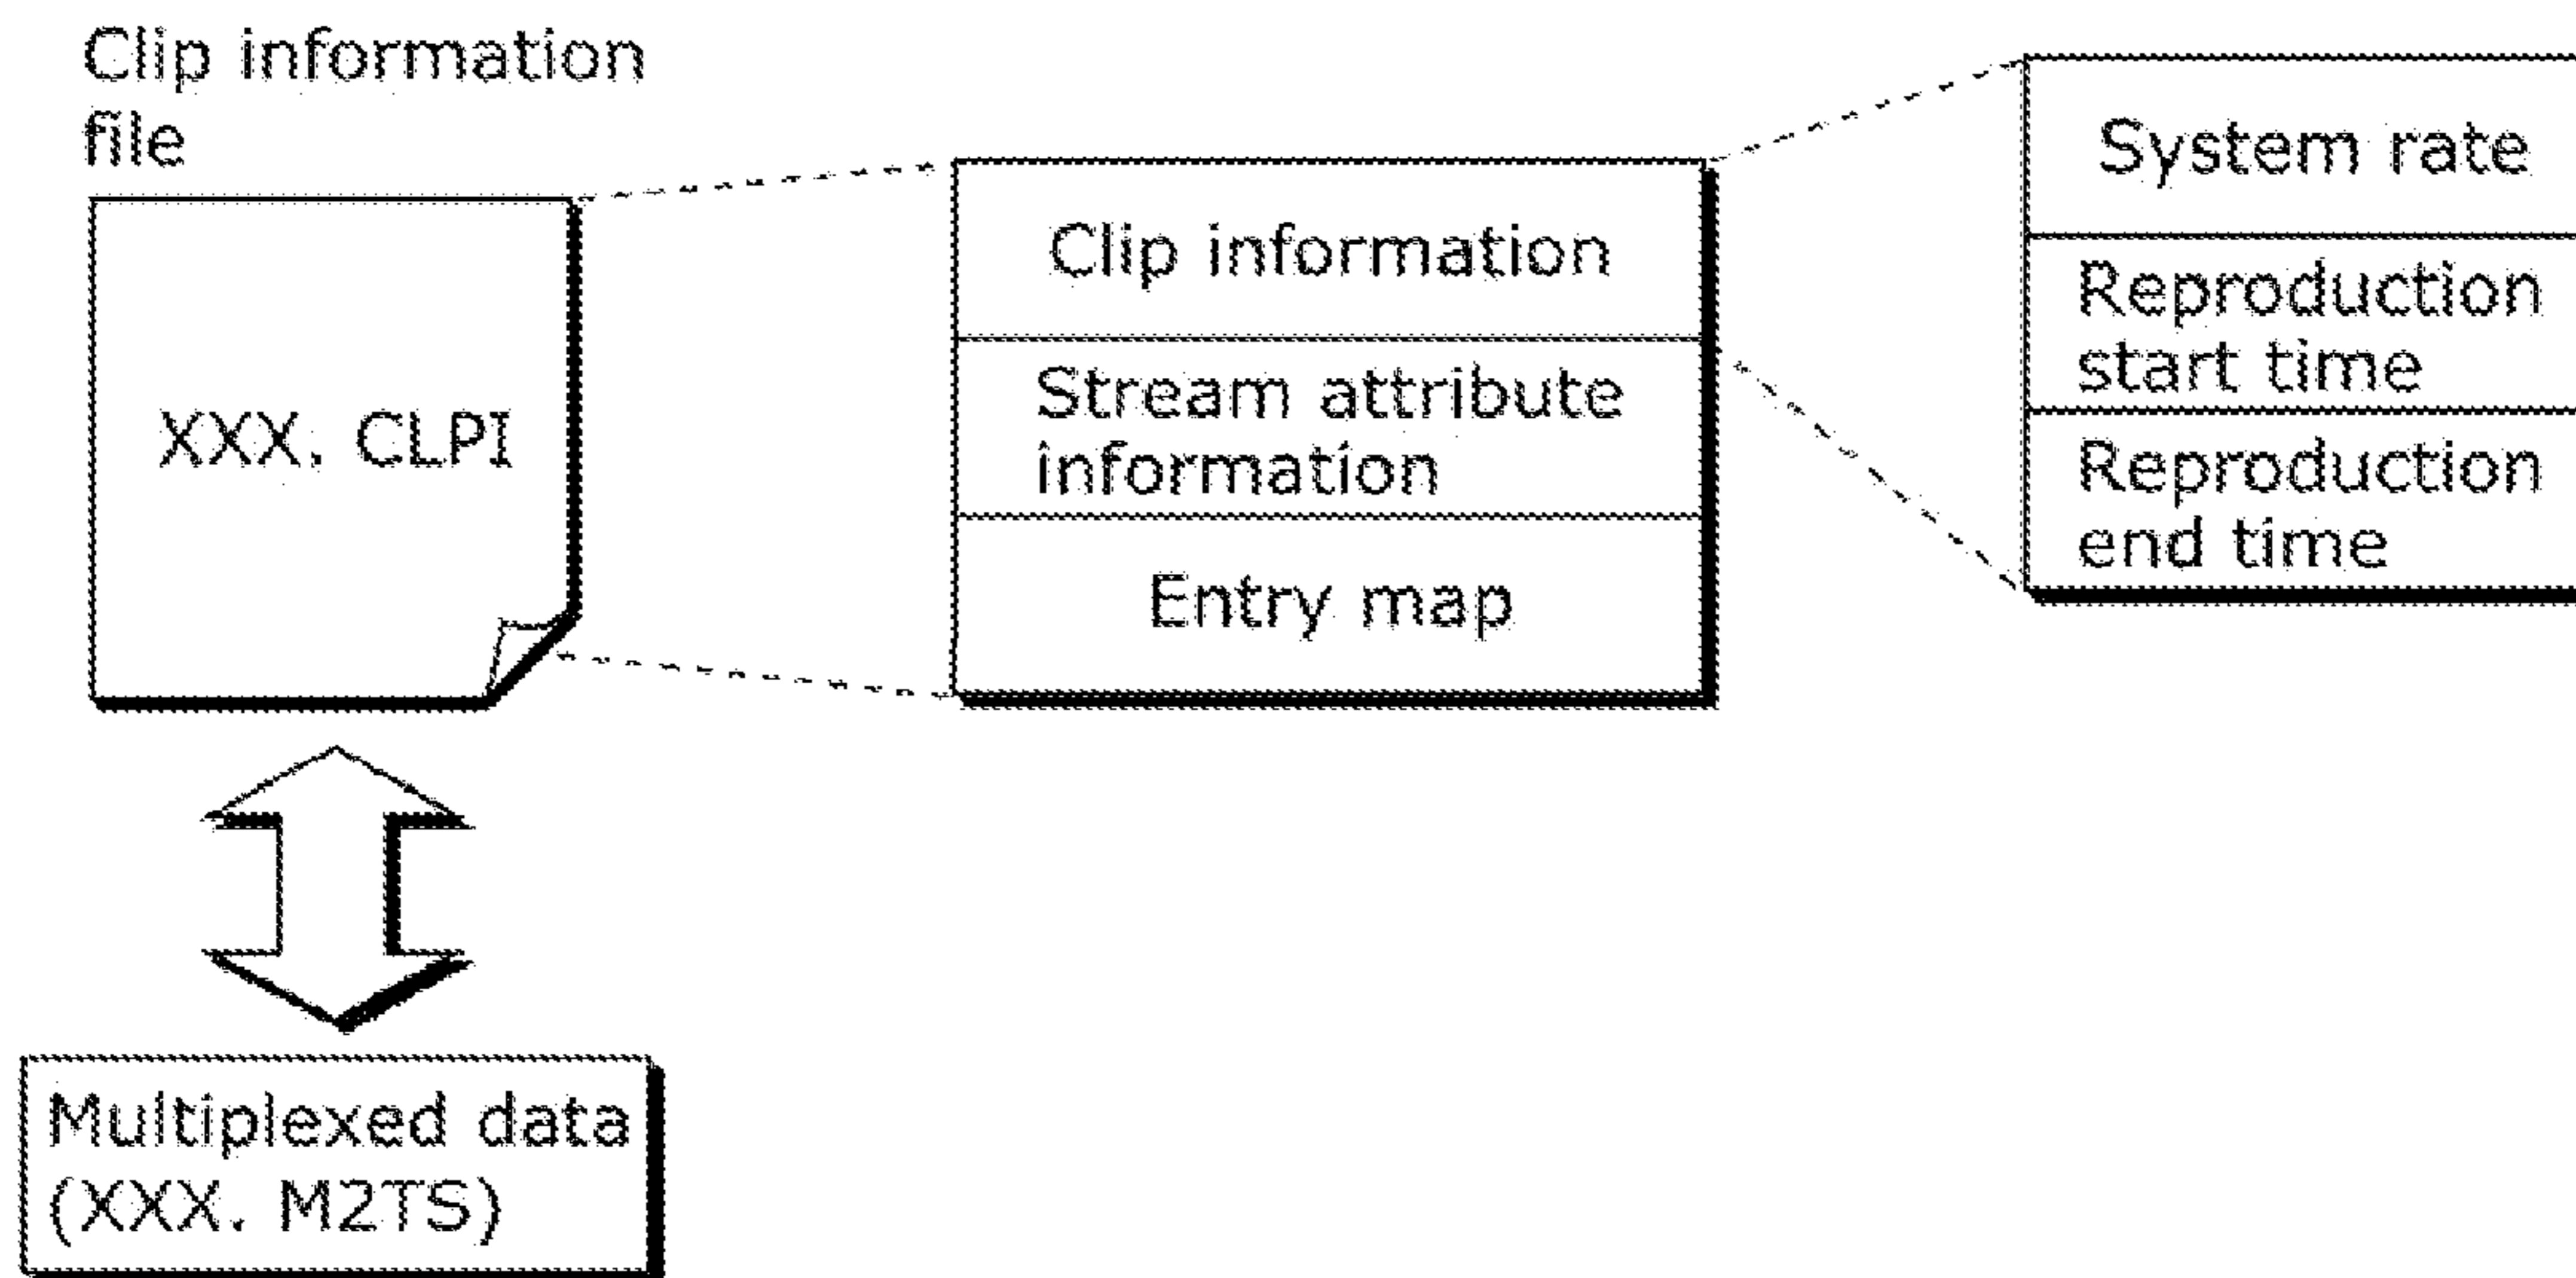 Clip information
file
XXX. CLPI
Clip information
Stream attribute
information
Entry map
System rate
Reproduction
start time
Reproduction
end time
Multiplexed data
(XXX. M2TS)